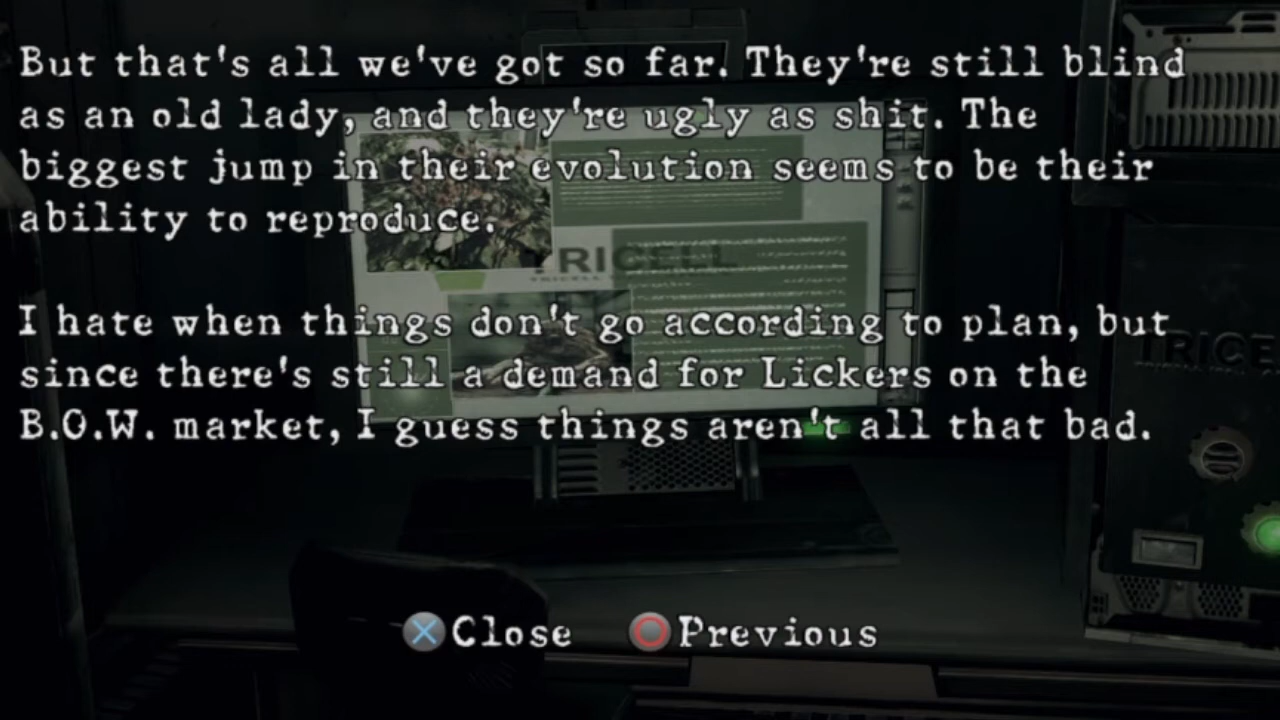 But that's all we've got so far. They're still blind
as an old lady, and they're ugly as shit. The
biggest jump in their evolution seems to be their
ability to reproduce.
I hate when things don't go according to plan, but
since there's still a demand for Lickers on the
B.O.W. market, I guess things aren't all that bad.
TRICELL
TRICE
Close Previous